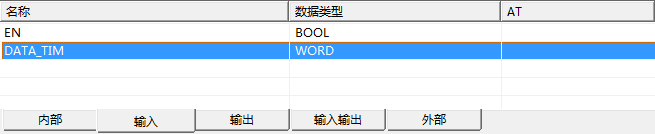 名称 数据类型 AT
EN BOOL
DATA_TIM WORD
内部 输入 输出 输入输出 外部